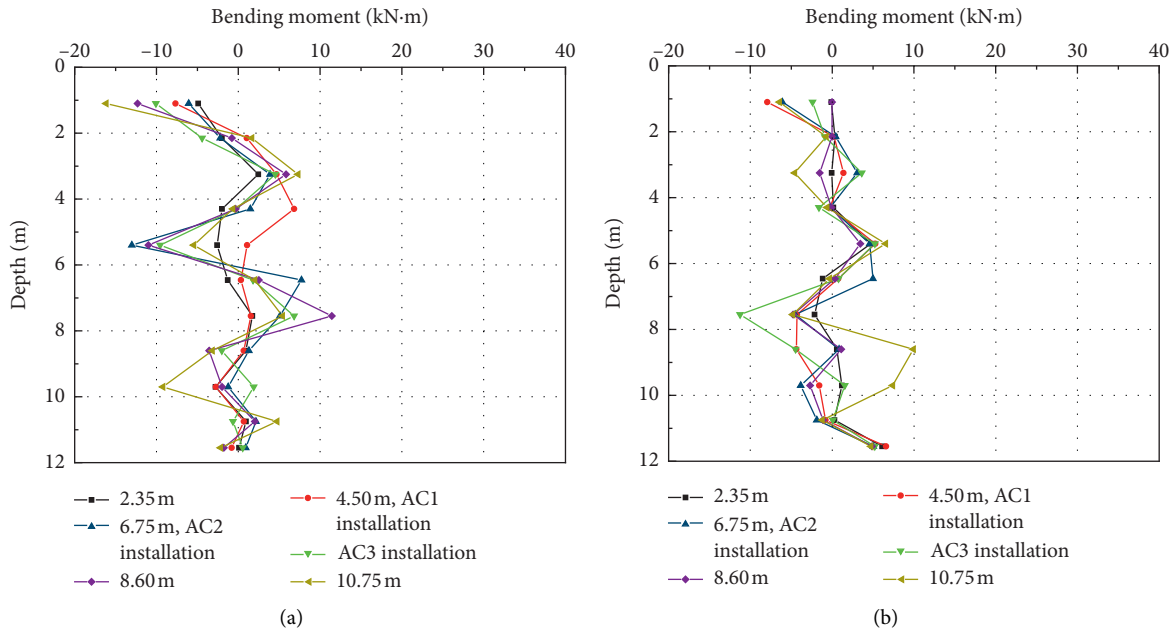 Bending moment (kN·m)
–20 –10 0 10 20 30 40
0
2
4
6
8
10
12
Depth (m)
2.35 m
6.75 m, AC2
installation
8.60 m
4.50 m, AC1
installation
AC3 installation
10.75 m
(a)
Bending moment (kN·m)
–20 –10 0 10 20 30 40
0
2
4
6
8
10
12
Depth (m)
2.35 m
6.75 m, AC2
installation
8.60 m
4.50 m, AC1
installation
AC3 installation
10.75 m
(b)